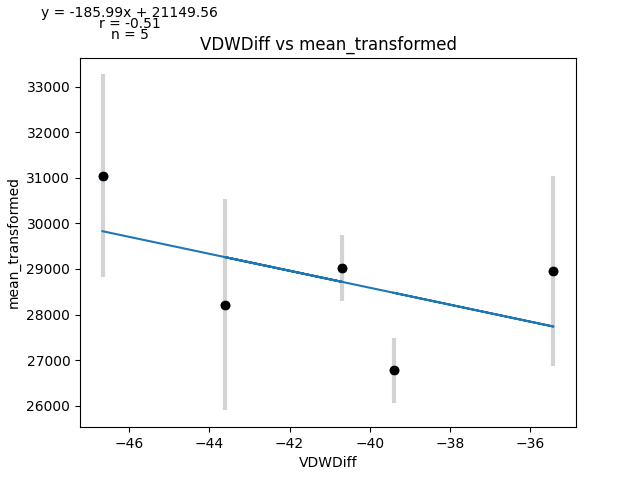 y = -185.99x + 21149.56
r = -0.51
n = 5
VDWDiff vs mean_transformed
33000
32000
31000
30000
29000
28000
27000
26000
mean_transformed
−46
−44
−42
−40
−38
−36
VDWDiff